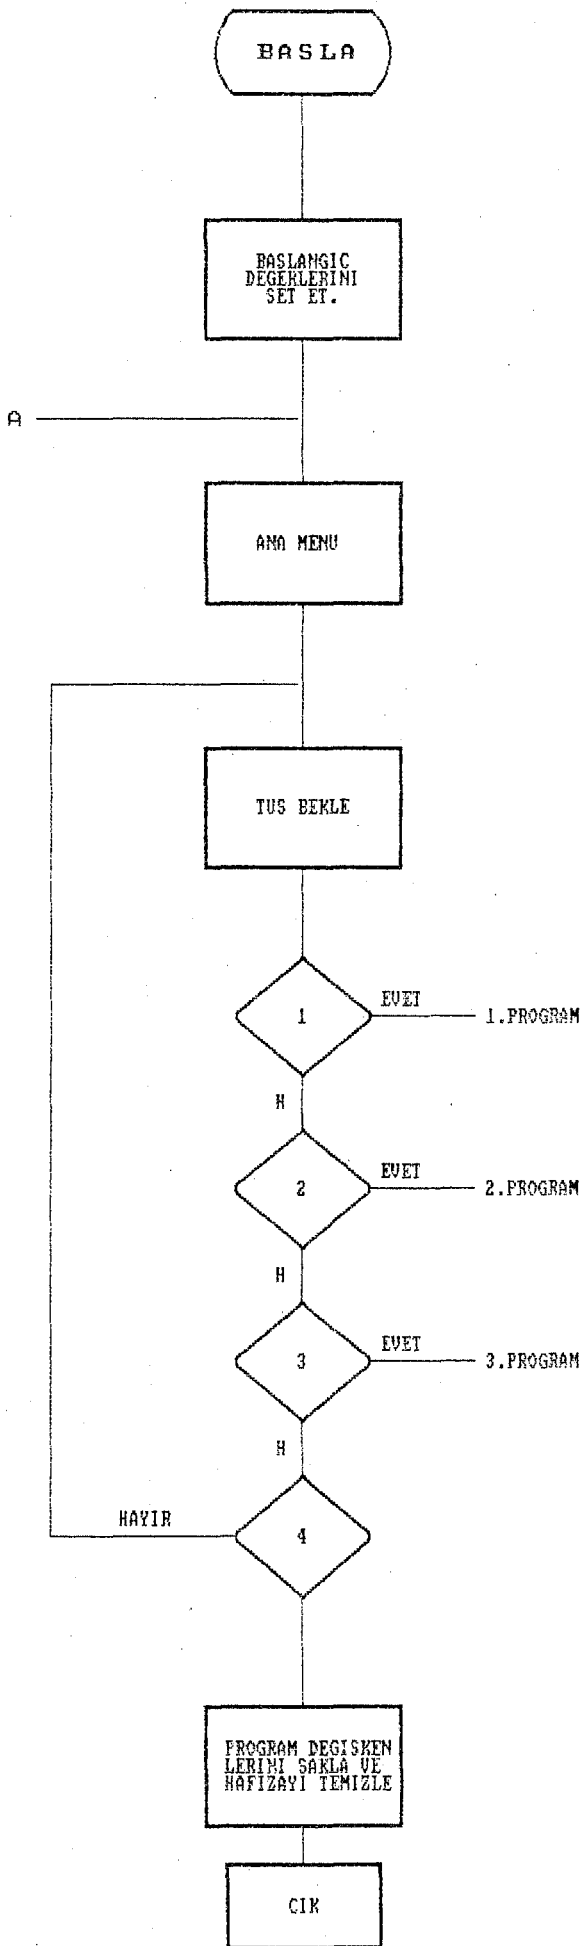 BASLA
BASLANGIC
DEGERLERINI
SET ET.
A
ANA MENU
TUS BEKLE
1
EVET
1.PROGRAM
H
2
EVET
2.PROGRAM
H
3
EVET
3.PROGRAM
H
HAYIR
4
PROGRAM DEGISKEN
LERINI SAKLA VE
HAFIZAYI TEMIZLE
CIK